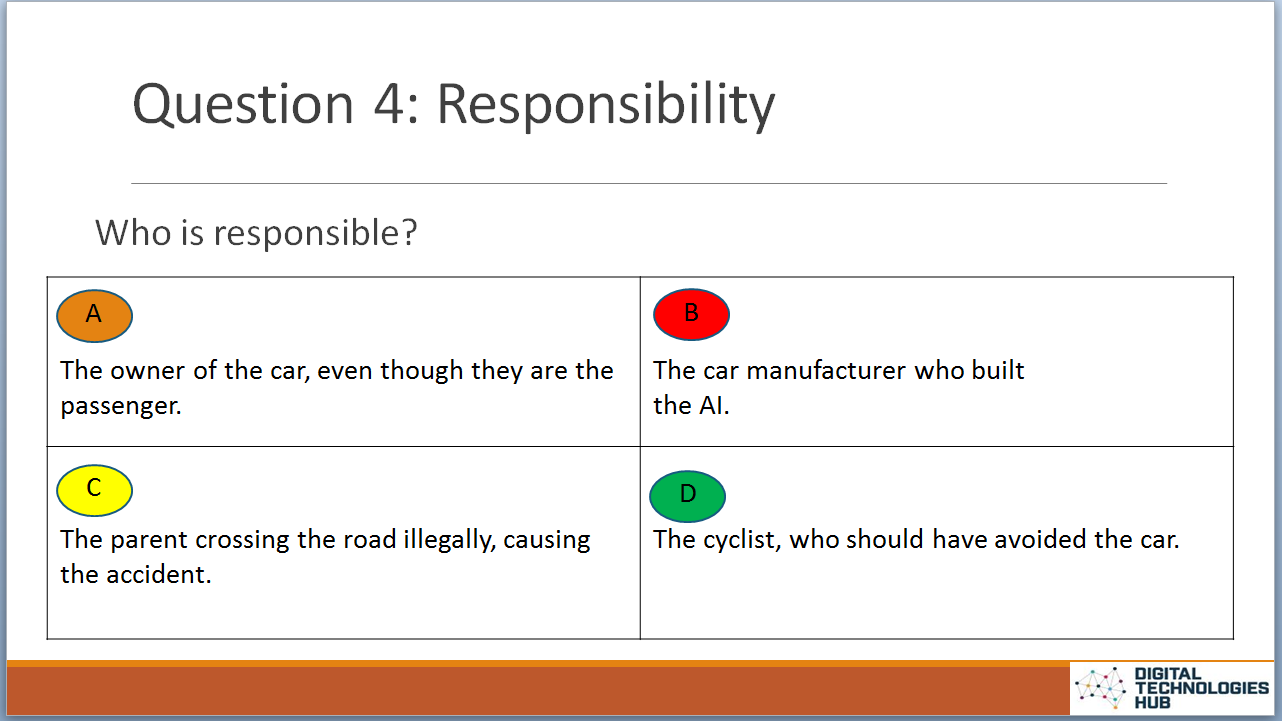 Question 4: Responsibility
Who is responsible?
A
The owner of the car, even though they are the
passenger.
B
The car manufacturer who built
the AI.
C
The parent crossing the road illegally, causing
the accident.
D
The cyclist, who should have avoided the car.
DIGITAL
TECHNOLOGIES
HUB